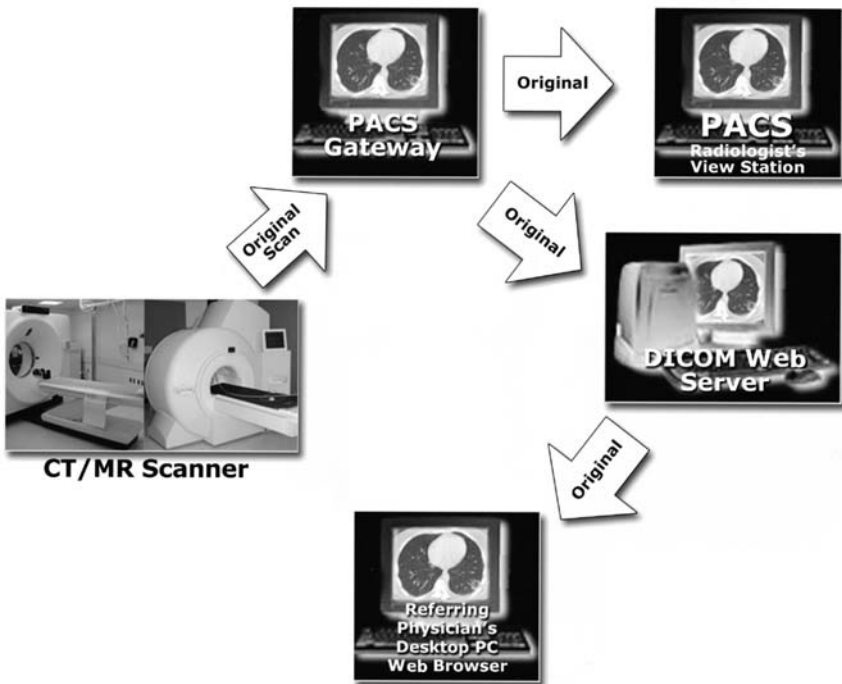 PACS
Gateway
Original
PACS
Radiologist's
View Station
Original
Scan
Original
DICOM Web
Server
CT/MR Scanner
Original
Referring
Physician's
Desktop PC
Web Browser